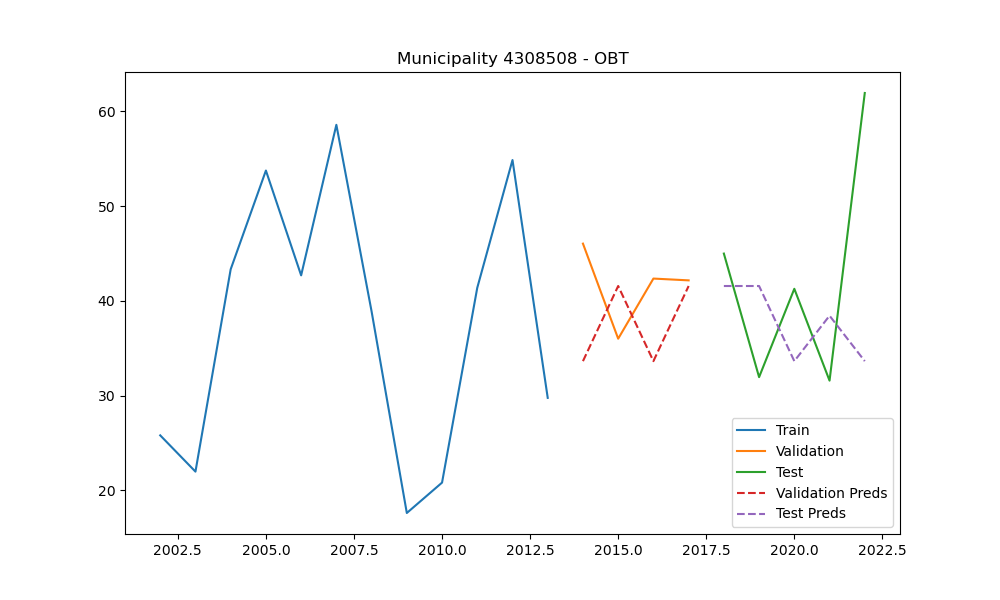 Municipality 4308508 - OBT
60
50
40
30
20
2002.5 2005.0 2007.5 2010.0 2012.5 2015.0 2017.5 2020.0 2022.5
Train
Validation
Test
Validation Preds
Test Preds